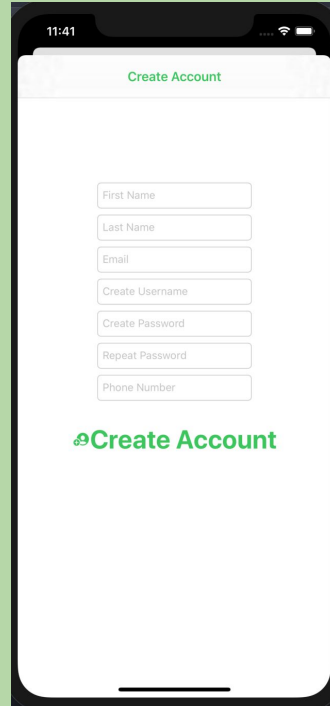 11:41
Create Account
First Name
Last Name
Email
Create Username
Create Password
Repeat Password
Phone Number
Create Account